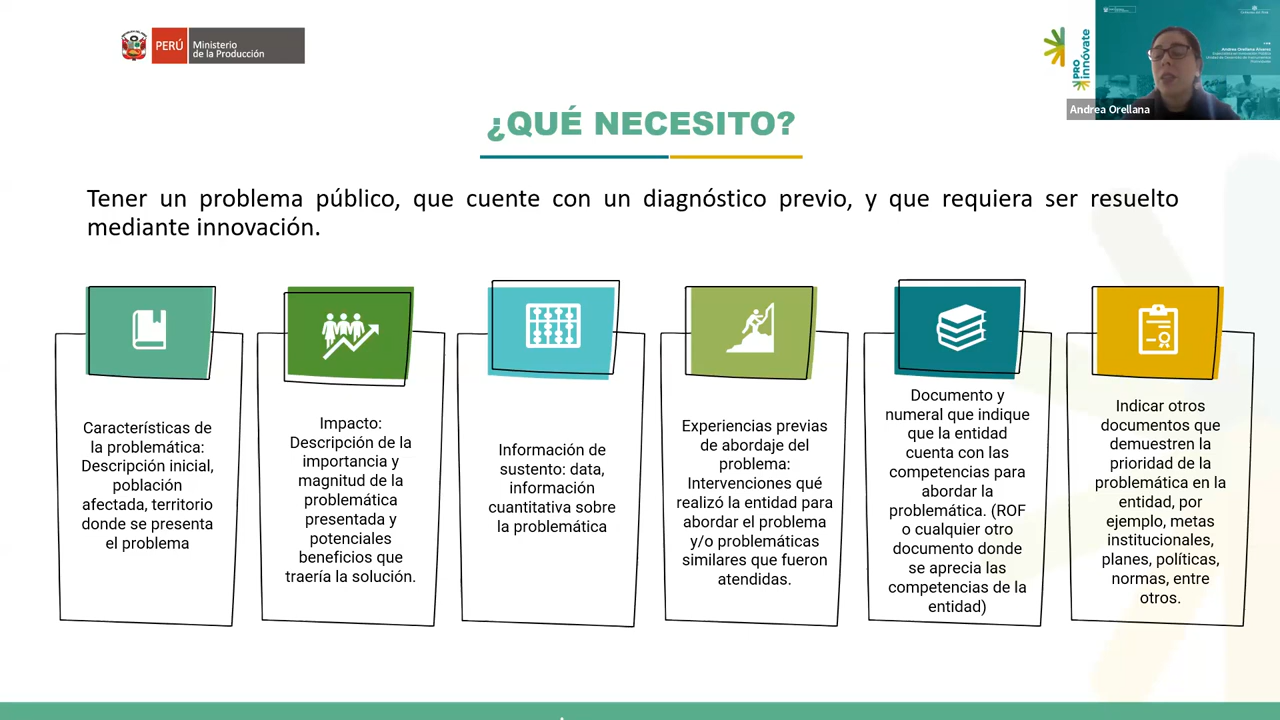 PERÚ
Ministerio
de la Producción
PRO
innóvate
Andrea Orellana Alvarez
Andrea Orellana
¿QUÉ NECESITO?
Tener un problema público, que cuente con un diagnóstico previo, y que requiera ser resuelto
mediante innovación.
Características de
la problemática:
Descripción inicial,
población
afectada, territorio
donde se presenta
el problema
Impacto:
Descripción de la
importancia y
magnitud de la
problemática
presentada y
potenciales
beneficios que
traería la solución.
Información de
sustento: data,
información
cuantitativa sobre
la problemática
Experiencias previas
de abordaje del
problema:
Intervenciones qué
realizó la entidad para
abordar el problema
y/o problemáticas
similares que fueron
atendidas.
Documento y
numeral que indique
que la entidad
cuenta con las
competencias para
abordar la
problemática. (ROF
o cualquier otro
documento donde
se aprecia las
competencias de la
entidad)
Indicar otros
documentos que
demuestren la
prioridad de la
problemática en la
entidad, por
ejemplo, metas
institucionales,
planes, políticas,
normas, entre
otros.